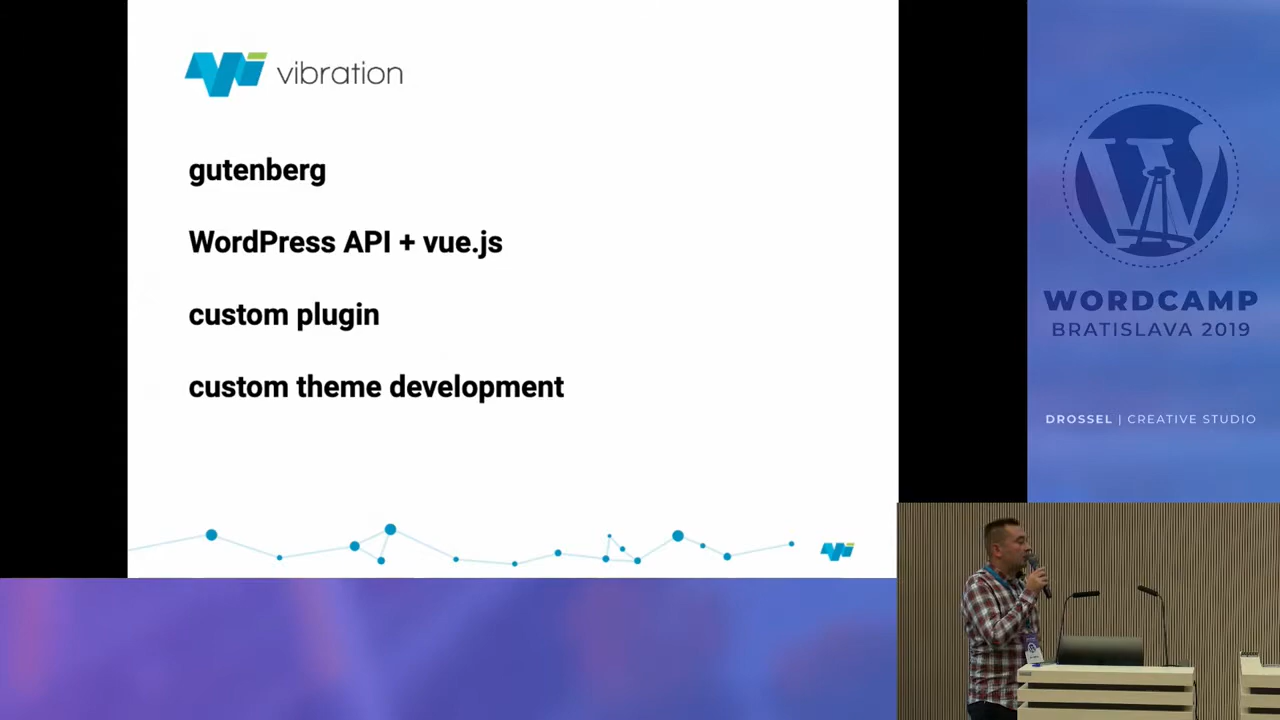 vibration
gutenberg
WordPress API + vue.js
custom plugin
custom theme development
WORDCAMP
BRATISLAVA 2019
DROSSEL | CREATIVE STUDIO